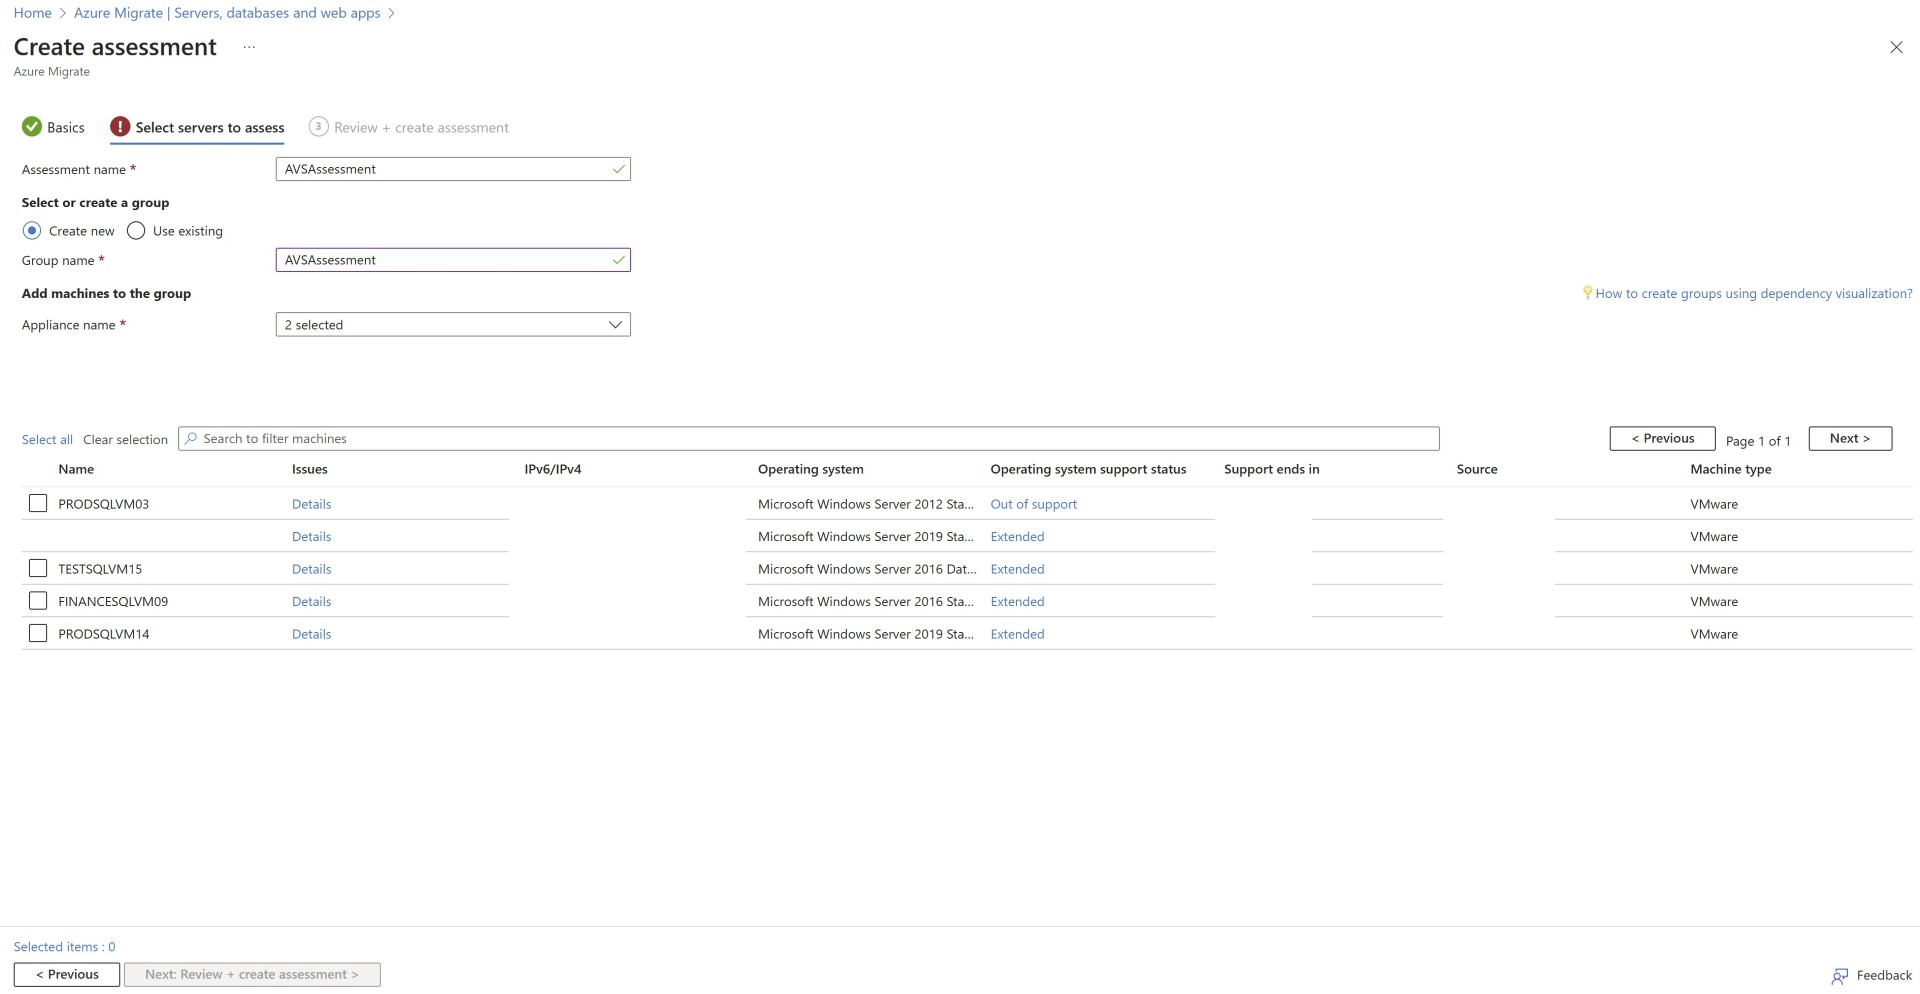 Home > Azure Migrate | Servers, databases and web apps >
Create assessment ...
Azure Migrate
Basics Select servers to assess 3 Review + create assessment
Assessment name * AVSAssessment
Select or create a group
Create new Use existing
Group name * AVSAssessment
Add machines to the group How to create groups using dependency visualization?
Appliance name * 2 selected
Select all Clear selection Search to filter machines < Previous Page 1 of 1 Next >
Name Issues IPv6/IPv4 Operating system Operating system support status Support ends in Source Machine type
PRODSQLVM03 Details Microsoft Windows Server 2012 Sta... Out of support VMware
Details Microsoft Windows Server 2019 Sta... Extended VMware
TESTSQLVM15 Details Microsoft Windows Server 2016 Dat... Extended VMware
FINANCESQLVM09 Details Microsoft Windows Server 2016 Sta... Extended VMware
PRODSQLVM14 Details Microsoft Windows Server 2019 Sta... Extended VMware
Selected items : 0
< Previous Next: Review + create assessment > Feedback